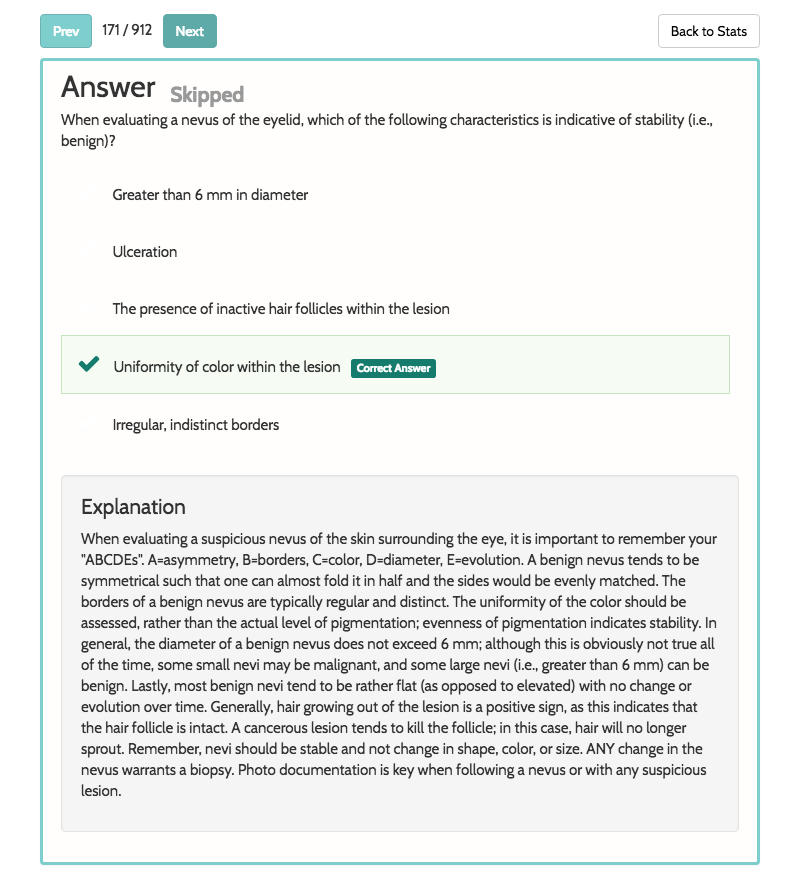 Prev 171 / 912 Next Back to Stats
Answer Skipped
When evaluating a nevus of the eyelid, which of the following characteristics is indicative of stability (i.e.,
benign)?
Greater than 6 mm in diameter
Ulceration
The presence of inactive hair follicles within the lesion
Uniformity of color within the lesion Correct Answer
Irregular, indistinct borders
Explanation
When evaluating a suspicious nevus of the skin surrounding the eye, it is important to remember your
"ABCDEs". A=asymmetry, B=borders, C=color, D=diameter, E=evolution. A benign nevus tends to be
symmetrical such that one can almost fold it in half and the sides would be evenly matched. The
borders of a benign nevus are typically regular and distinct. The uniformity of the color should be
assessed, rather than the actual level of pigmentation; evenness of pigmentation indicates stability. In
general, the diameter of a benign nevus does not exceed 6 mm; although this is obviously not true all
of the time, some small nevi may be malignant, and some large nevi (i.e., greater than 6 mm) can be
benign. Lastly, most benign nevi tend to be rather flat (as opposed to elevated) with no change or
evolution over time. Generally, hair growing out of the lesion is a positive sign, as this indicates that
the hair follicle is intact. A cancerous lesion tends to kill the follicle; in this case, hair will no longer
sprout. Remember, nevi should be stable and not change in shape, color, or size. ANY change in the
nevus warrants a biopsy. Photo documentation is key when following a nevus or with any suspicious
lesion.